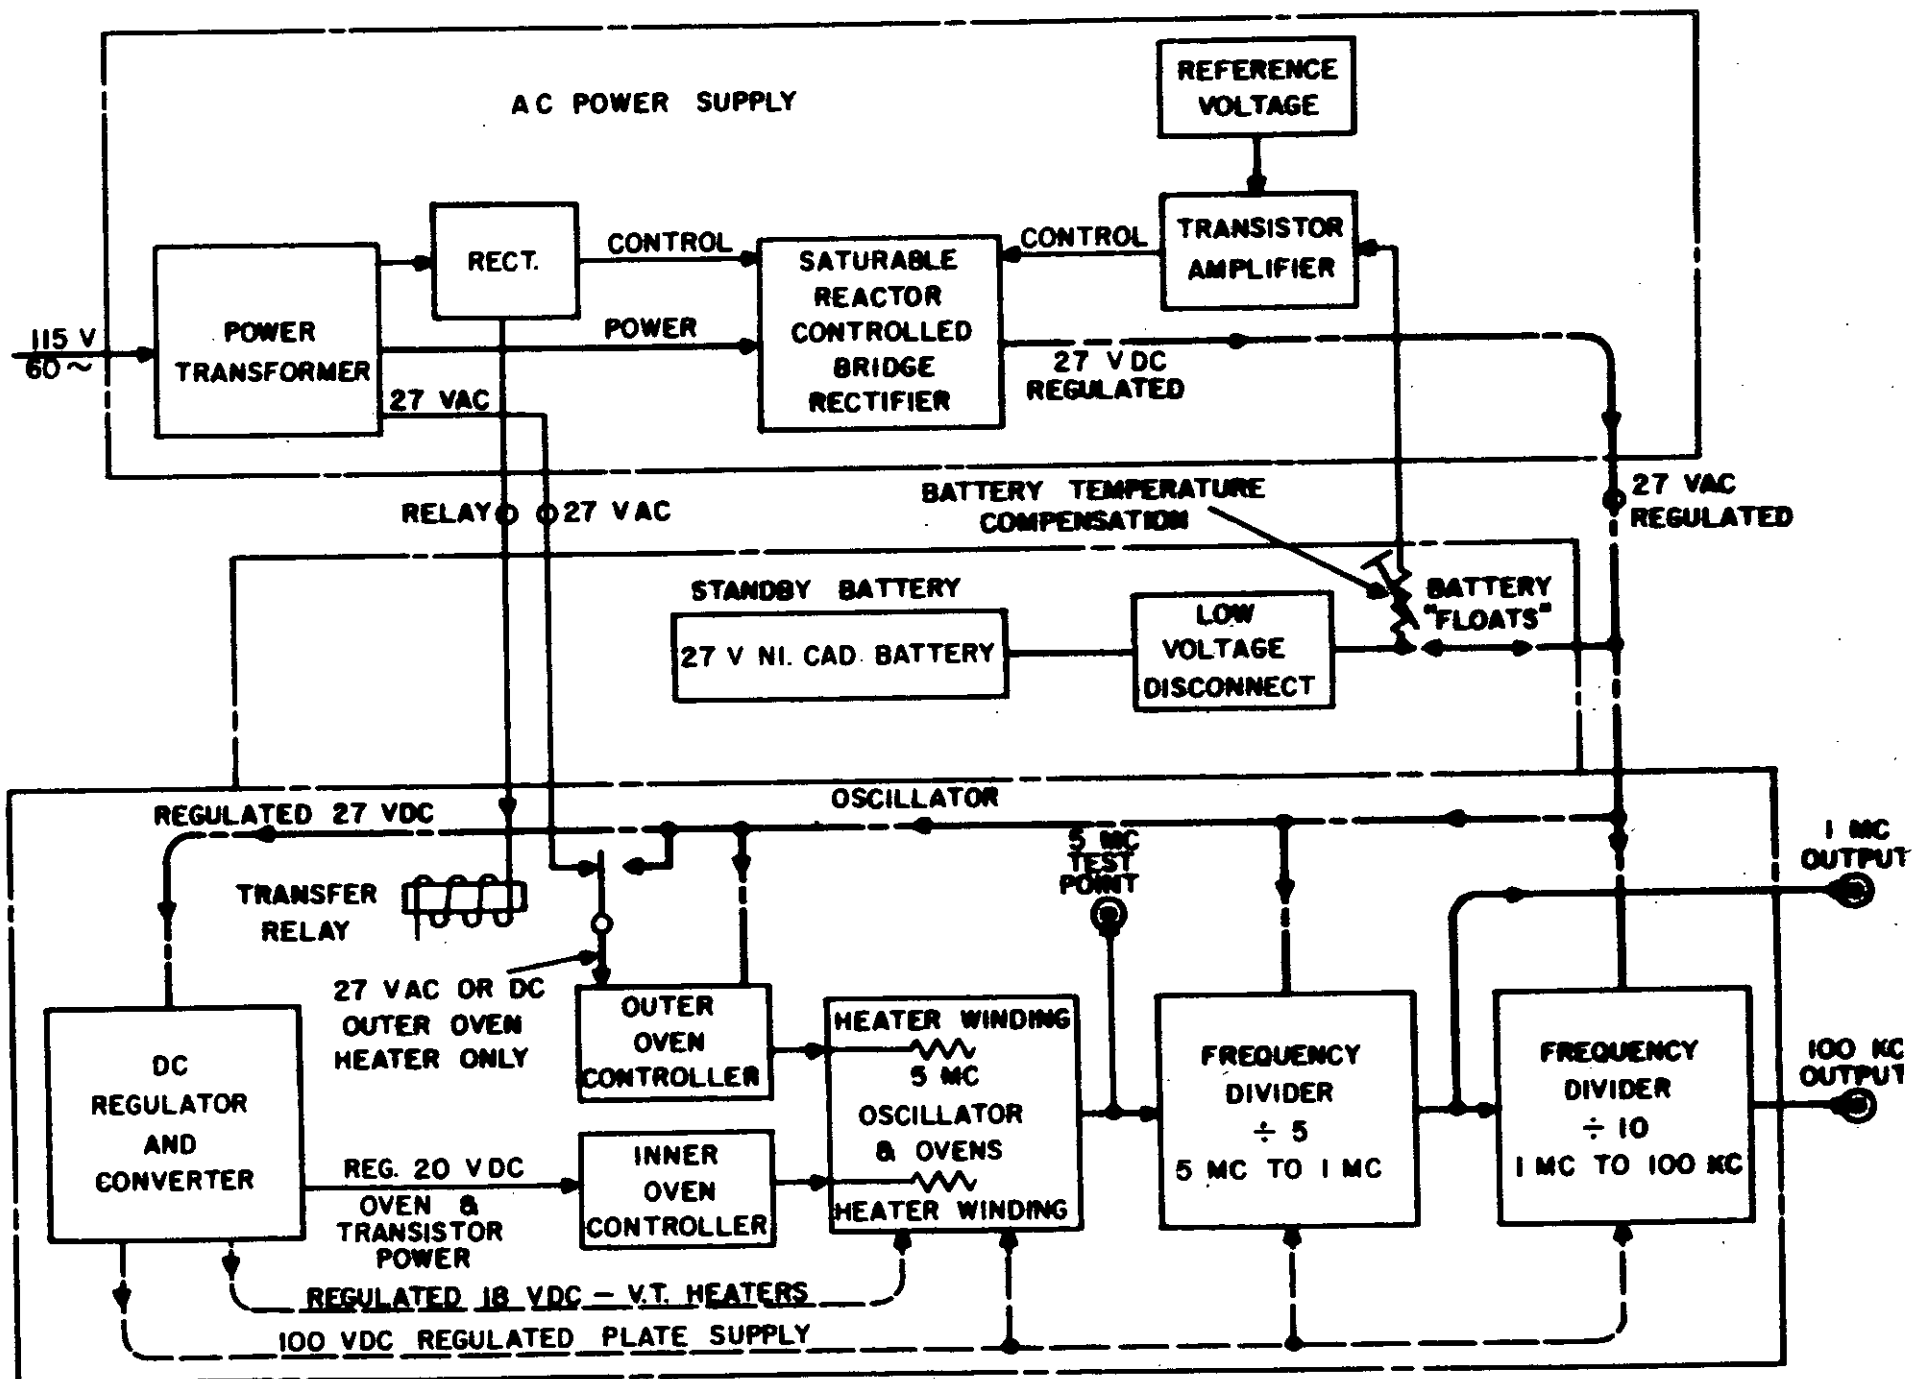 AC POWER SUPPLY
REFERENCE
VOLTAGE
RECT.
CONTROL
SATURABLE
REACTOR
CONTROLLED
BRIDGE
RECTIFIER
CONTROL
TRANSISTOR
AMPLIFIER
115 V
60 ~
POWER
TRANSFORMER
POWER
27 VAC
27 VDC
REGULATED
RELAY
27 VAC
BATTERY TEMPERATURE
COMPENSATION
27 VAC
REGULATED
STANDBY BATTERY
27 V NI. CAD. BATTERY
LOW
VOLTAGE
DISCONNECT
BATTERY
"FLOATS"
OSCILLATOR
REGULATED 27 VDC
TRANSFER
RELAY
5 MC
TEST
POINT
1 MC
OUTPUT
27 VAC OR DC
OUTER OVEN
HEATER ONLY
OUTER
OVEN
CONTROLLER
HEATER WINDING
5 MC
OSCILLATOR
& OVENS
HEATER WINDING
FREQUENCY
DIVIDER
÷ 5
5 MC TO 1 MC
FREQUENCY
DIVIDER
÷ 10
1 MC TO 100 KC
100 KC
OUTPUT
DC
REGULATOR
AND
CONVERTER
REG. 20 VDC
OVEN &
TRANSISTOR
POWER
INNER
OVEN
CONTROLLER
REGULATED 18 VDC - V.T. HEATERS
100 VDC REGULATED PLATE SUPPLY